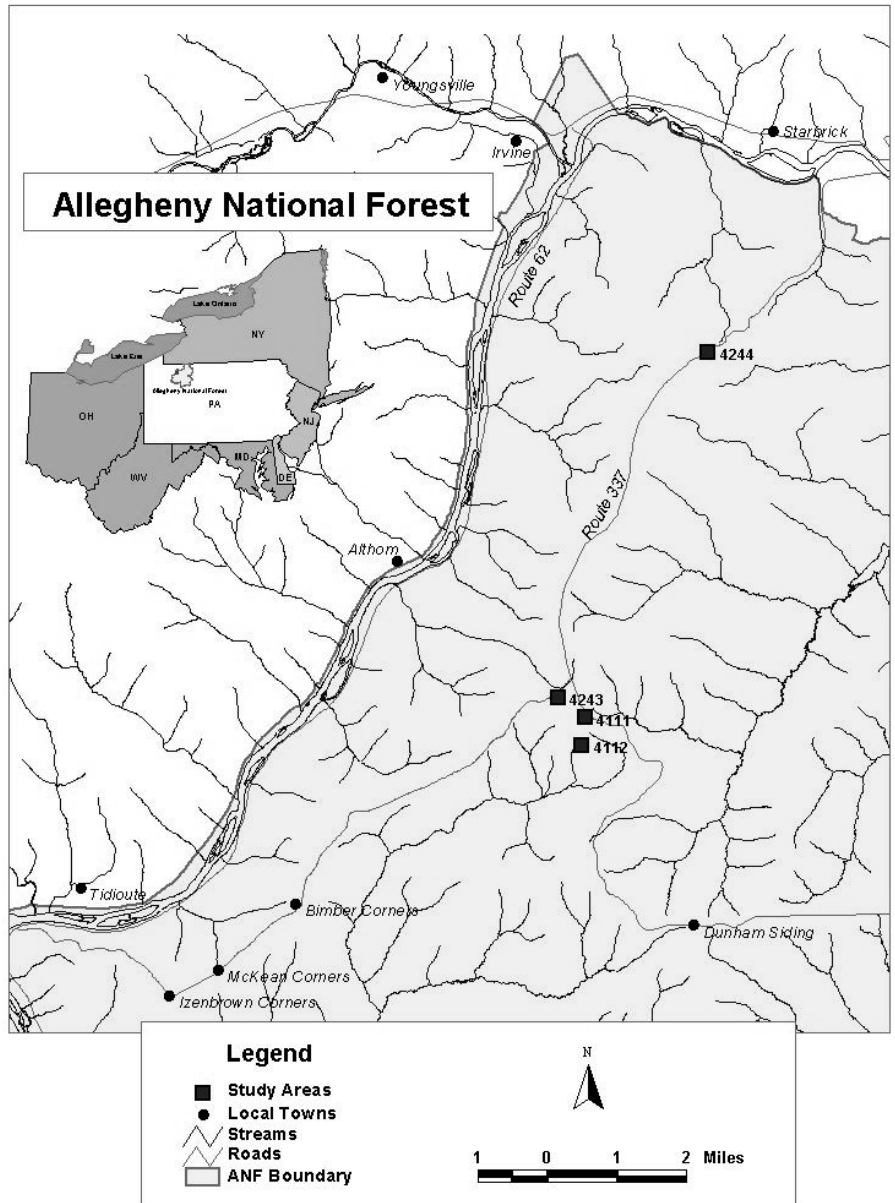 Youngsville
Starbrick
Irvine
Allegheny National Forest
Route 62
Lake Ontario
NY
Lake Erie
4244
Allegheny National Forest
PA
OH
NJ
MD
WV
DE
Route 337
Althom
4243
4111
4112
Tidioute
Bimber Corners
Dunham Siding
McKean Corners
Izenbrown Corners
Legend
N
Study Areas
Local Towns
Streams
Roads
ANF Boundary
1 0 1 2 Miles